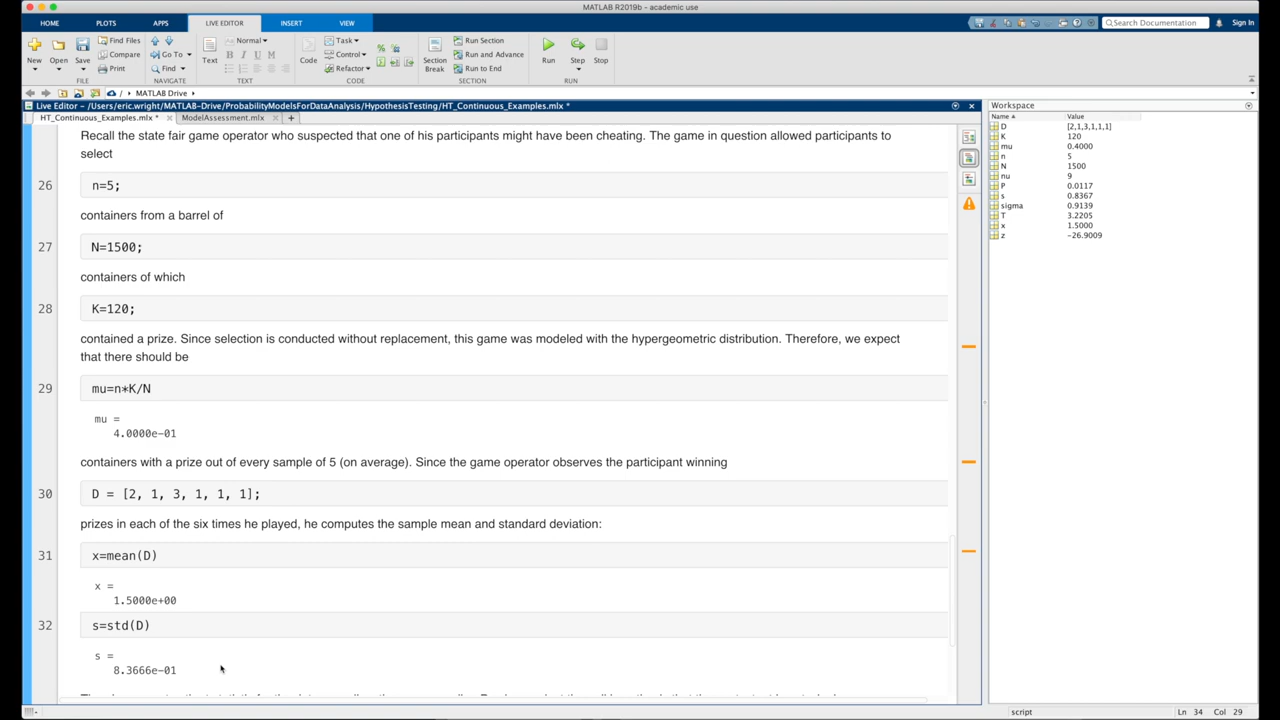 MATLAB R2019b - academic use
HOME PLOTS APPS LIVE EDITOR INSERT VIEW
Search Documentation Sign In
New Open Save
Find Files
Compare
Print
FILE
Go To
Find
NAVIGATE
Text
Normal
B I U M
TEXT
Code
Task
Control
Refactor
CODE
Section Break
Run Section
Run and Advance
Run to End
SECTION
Run Step Stop
RUN
/ MATLAB Drive
Live Editor - /Users/eric.wright/MATLAB-Drive/ProbabilityModelsForDataAnalysis/HypothesisTesting/HT_Continuous_Examples.mlx *
HT_Continuous_Examples.mlx * ModelAssessment.mlx
Recall the state fair game operator who suspected that one of his participants might have been cheating. The game in question allowed participants to
select
26 n=5;
containers from a barrel of
27 N=1500;
containers of which
28 K=120;
contained a prize. Since selection is conducted without replacement, this game was modeled with the hypergeometric distribution. Therefore, we expect
that there should be
29 mu=n*K/N
mu =
4.0000e-01
containers with a prize out of every sample of 5 (on average). Since the game operator observes the participant winning
30 D = [2, 1, 3, 1, 1, 1];
prizes in each of the six times he played, he computes the sample mean and standard deviation:
31 x=mean(D)
x =
1.5000e+00
32 s=std(D)
s =
8.3666e-01
Workspace
Name Value
D [2,1,3,1,1,1]
K 120
mu 0.4000
n 5
N 1500
nu 9
P 0.0117
s 0.8367
sigma 0.9139
T 3.2205
x 1.5000
z -26.9009
script Ln 34 Col 29